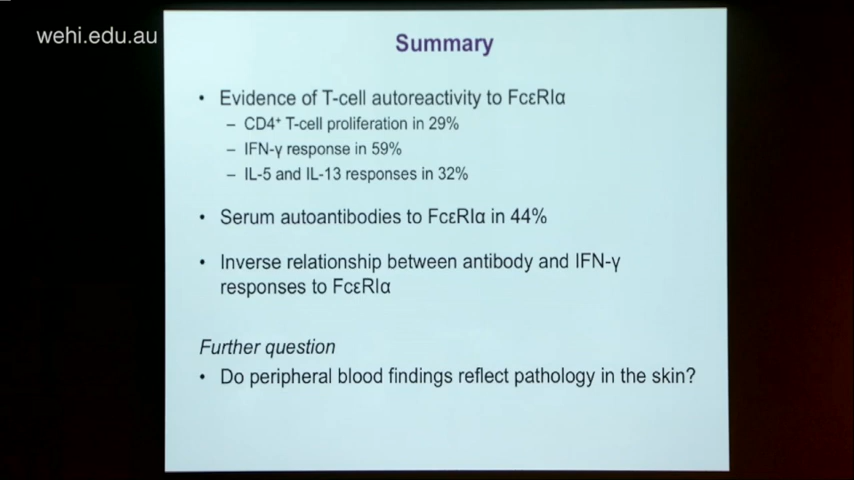 wehi.edu.au
Summary
• Evidence of T-cell autoreactivity to FcεRIα
– CD4⁺ T-cell proliferation in 29%
– IFN-γ response in 59%
– IL-5 and IL-13 responses in 32%
• Serum autoantibodies to FcεRIα in 44%
• Inverse relationship between antibody and IFN-γ
responses to FcεRIα
Further question
• Do peripheral blood findings reflect pathology in the skin?